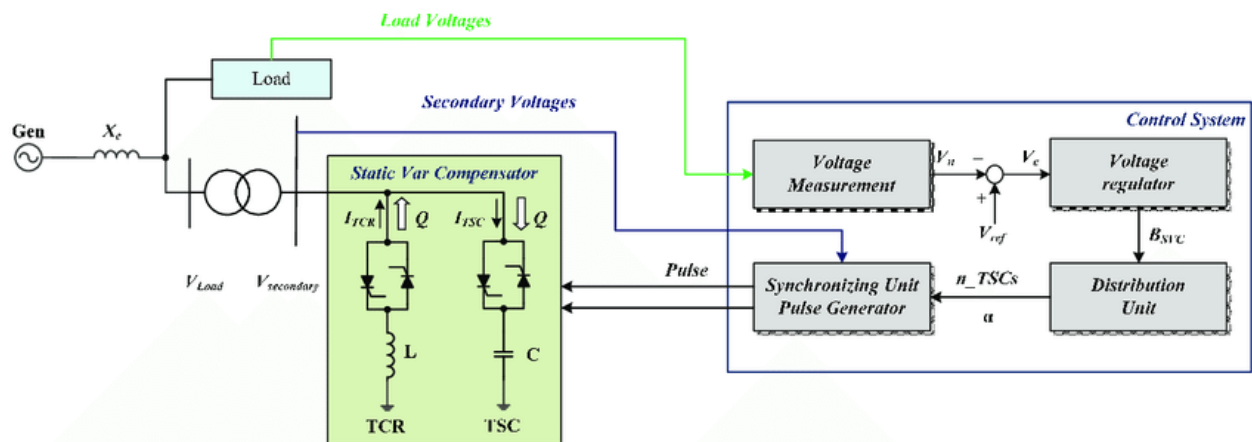 Load Voltages
Load
Secondary Voltages
Control System
Gen
X_e
Voltage
Measurement
V_n
−
+
V_ref
V_e
Voltage
regulator
Static Var Compensator
I_TCR
Q
I_TSC
Q
B_SVC
V_Load
V_secondary
Pulse
Synchronizing Unit
Pulse Generator
n_TSCs
α
Distribution
Unit
L
C
TCR
TSC